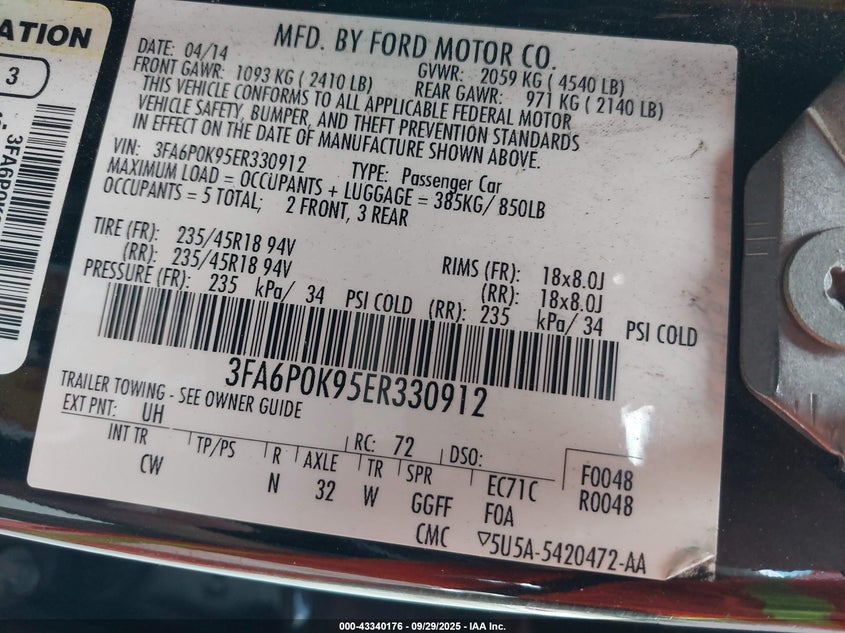 ATION
3
3FA6P0K9
MFD. BY FORD MOTOR CO.
DATE: 04/14 GVWR: 2059 KG ( 4540 LB)
FRONT GAWR: 1093 KG ( 2410 LB) REAR GAWR: 971 KG ( 2140 LB)
THIS VEHICLE CONFORMS TO ALL APPLICABLE FEDERAL MOTOR
VEHICLE SAFETY, BUMPER, AND THEFT PREVENTION STANDARDS
IN EFFECT ON THE DATE OF MANUFACTURE SHOWN ABOVE.
VIN: 3FA6P0K95ER330912 TYPE: Passenger Car
MAXIMUM LOAD = OCCUPANTS + LUGGAGE = 385KG/ 850LB
OCCUPANTS = 5 TOTAL; 2 FRONT, 3 REAR
TIRE (FR): 235/45R18 94V RIMS (FR): 18x8.0J
(RR): 235/45R18 94V (RR): 18x8.0J
PRESSURE (FR): 235 kPa/ 34 PSI COLD (RR): 235 kPa/ 34 PSI COLD
3FA6P0K95ER330912
TRAILER TOWING - SEE OWNER GUIDE
EXT PNT: UH RC: 72 DSO:
INT TR TP/PS R AXLE TR SPR EC71C F0048
CW N 32 W GGFF F0A R0048
CMC 5U5A-5420472-AA
000-43340176 - 09/29/2025 - IAA Inc.